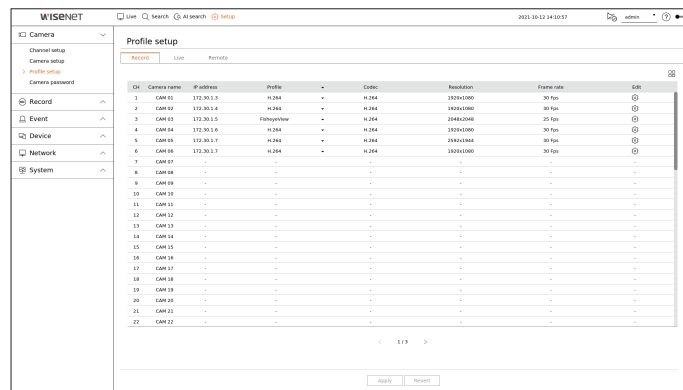 WISENET
Live Search AI search Setup
2021-10-12 14:10:57
admin
?
Camera
Channel setup
Camera setup
> Profile setup
Camera password
Record
Event
Device
Network
System
Profile setup
Record Live Remote
CH Camera name IP address Profile Codec Resolution Frame rate Edit
1 CAM 01 172.30.1.3 H.264 H.264 1920x1080 30 Fps
2 CAM 02 172.30.1.4 H.264 H.264 1920x1080 30 Fps
3 CAM 03 172.30.1.5 FisheyeView H.264 2048x2048 25 Fps
4 CAM 04 172.30.1.6 H.264 H.264 1920x1080 30 Fps
5 CAM 05 172.30.1.7 H.264 H.264 2592x1944 30 Fps
6 CAM 06 172.30.1.7 H.264 H.264 1920x1080 30 Fps
7 CAM 07 - - - - - -
8 CAM 08 - - - - - -
9 CAM 09 - - - - - -
10 CAM 10 - - - - - -
11 CAM 11 - - - - - -
12 CAM 12 - - - - - -
13 CAM 13 - - - - - -
14 CAM 14 - - - - - -
15 CAM 15 - - - - - -
16 CAM 16 - - - - - -
17 CAM 17 - - - - - -
18 CAM 18 - - - - - -
19 CAM 19 - - - - - -
20 CAM 20 - - - - - -
21 CAM 21 - - - - - -
22 CAM 22 - - - - - -
< 1/3 >
Apply Revert